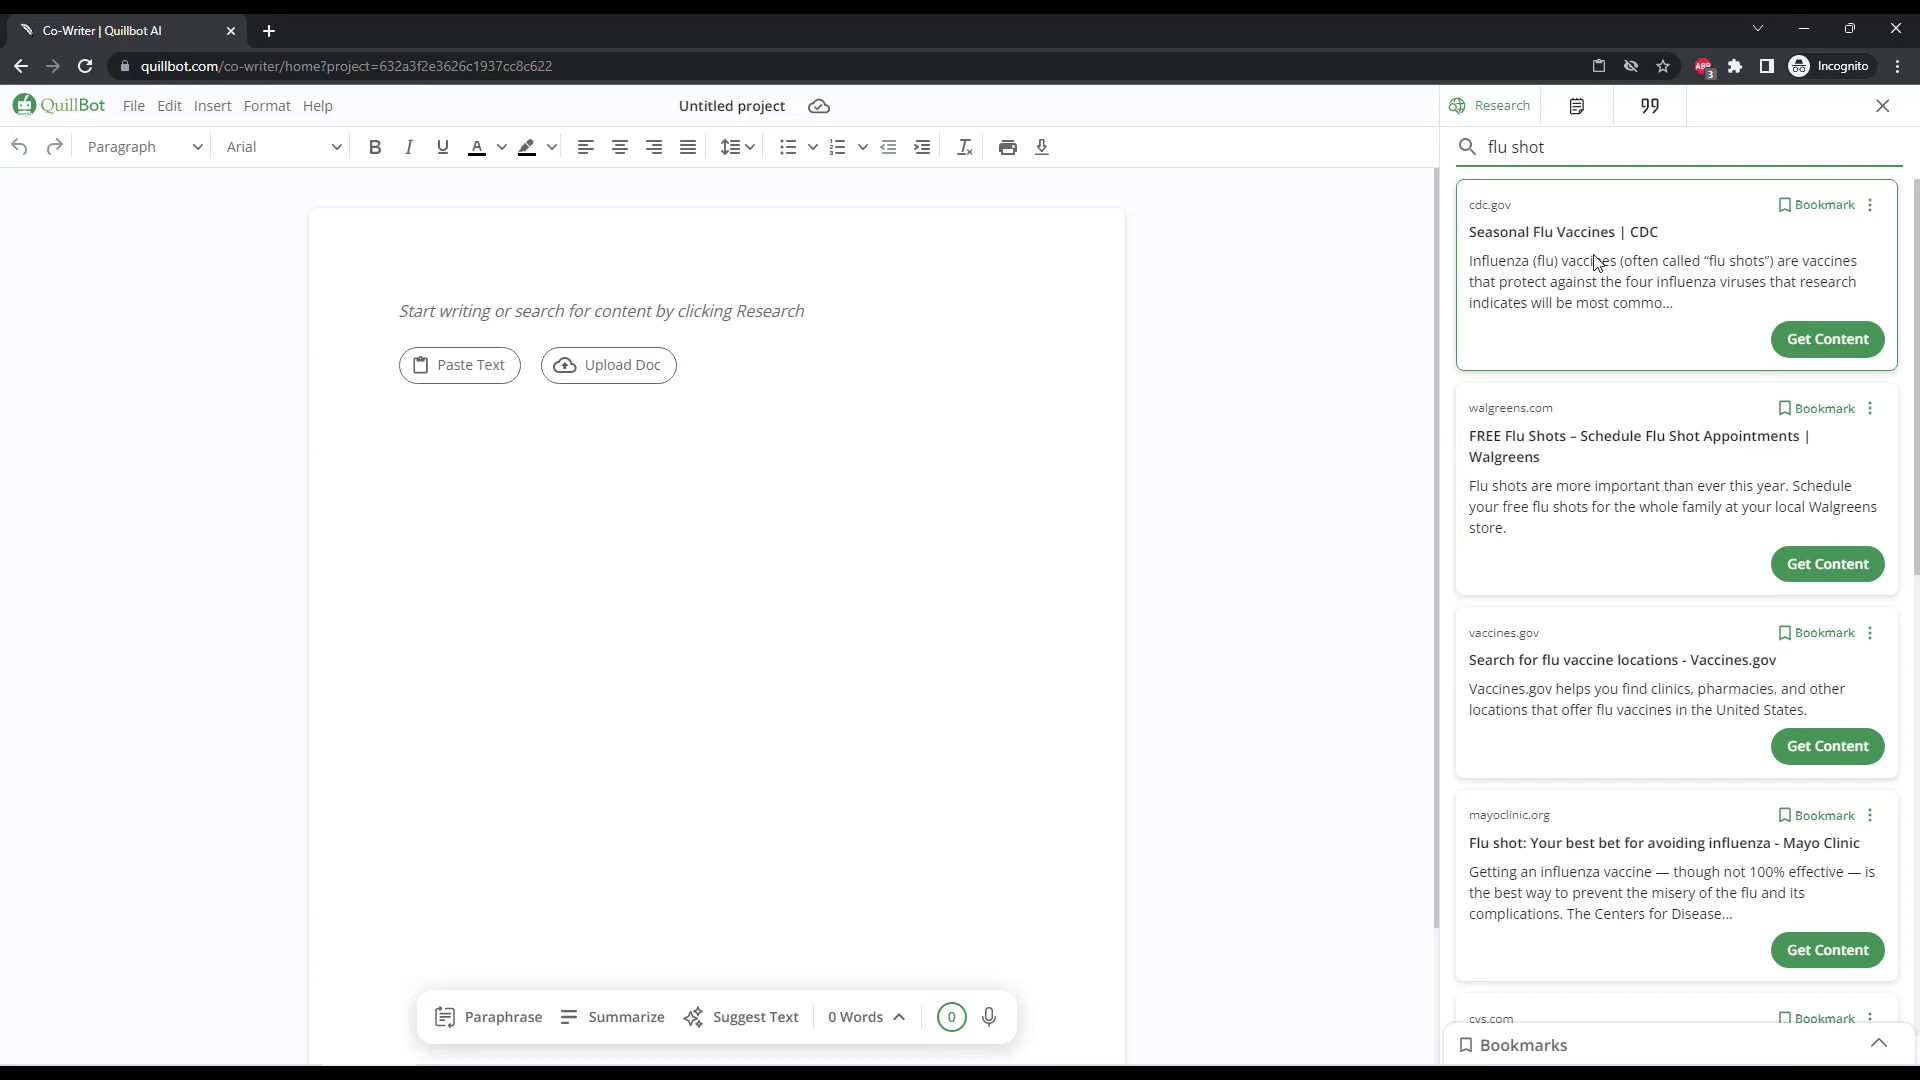 Co-Writer | Quillbot AI
quillbot.com/co-writer/home?project=632a3f2e3626c1937cc8c622
ABP
3
Incognito
QuillBot
File Edit Insert Format Help
Untitled project
Research
Paragraph
Arial
B I U A
flu shot
cdc.gov
Bookmark
Seasonal Flu Vaccines | CDC
Influenza (flu) vaccines (often called “flu shots”) are vaccines
that protect against the four influenza viruses that research
indicates will be most commo...
Get Content
Start writing or search for content by clicking Research
Paste Text
Upload Doc
walgreens.com
Bookmark
FREE Flu Shots – Schedule Flu Shot Appointments |
Walgreens
Flu shots are more important than ever this year. Schedule
your free flu shots for the whole family at your local Walgreens
store.
Get Content
vaccines.gov
Bookmark
Search for flu vaccine locations - Vaccines.gov
Vaccines.gov helps you find clinics, pharmacies, and other
locations that offer flu vaccines in the United States.
Get Content
mayoclinic.org
Bookmark
Flu shot: Your best bet for avoiding influenza - Mayo Clinic
Getting an influenza vaccine — though not 100% effective — is
the best way to prevent the misery of the flu and its
complications. The Centers for Disease...
Get Content
cvs.com
Bookmark
Paraphrase
Summarize
Suggest Text
0 Words
0
Bookmarks